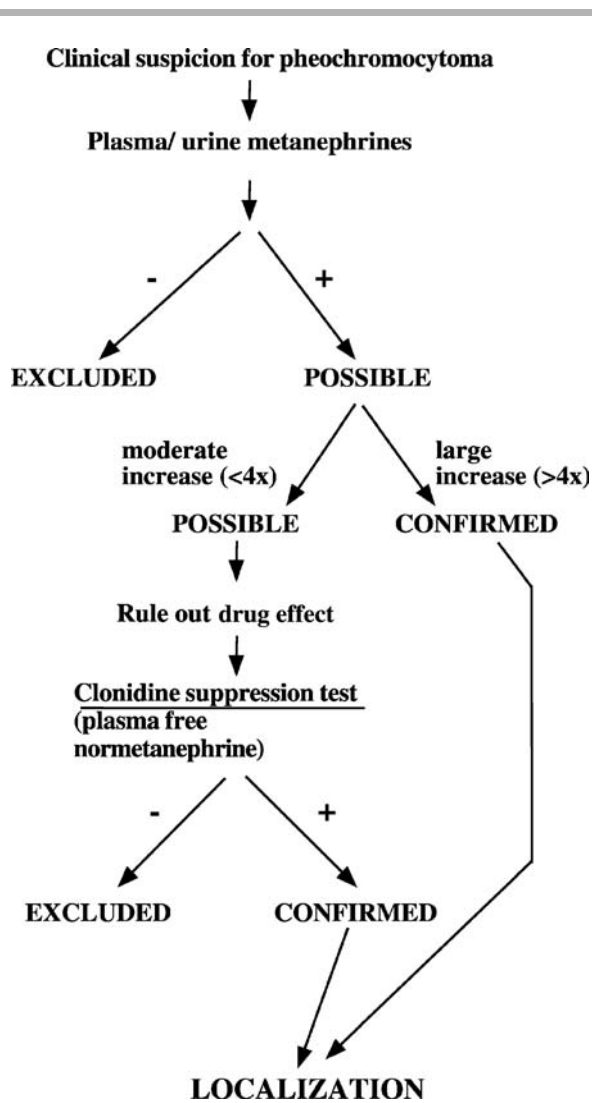 Clinical suspicion for pheochromocytoma
Plasma/ urine metanephrines
- +
EXCLUDED POSSIBLE
moderate
increase (<4x)
large
increase (>4x)
POSSIBLE CONFIRMED
Rule out drug effect
Clonidine suppression test
(plasma free
normetanephrine)
- +
EXCLUDED CONFIRMED
LOCALIZATION